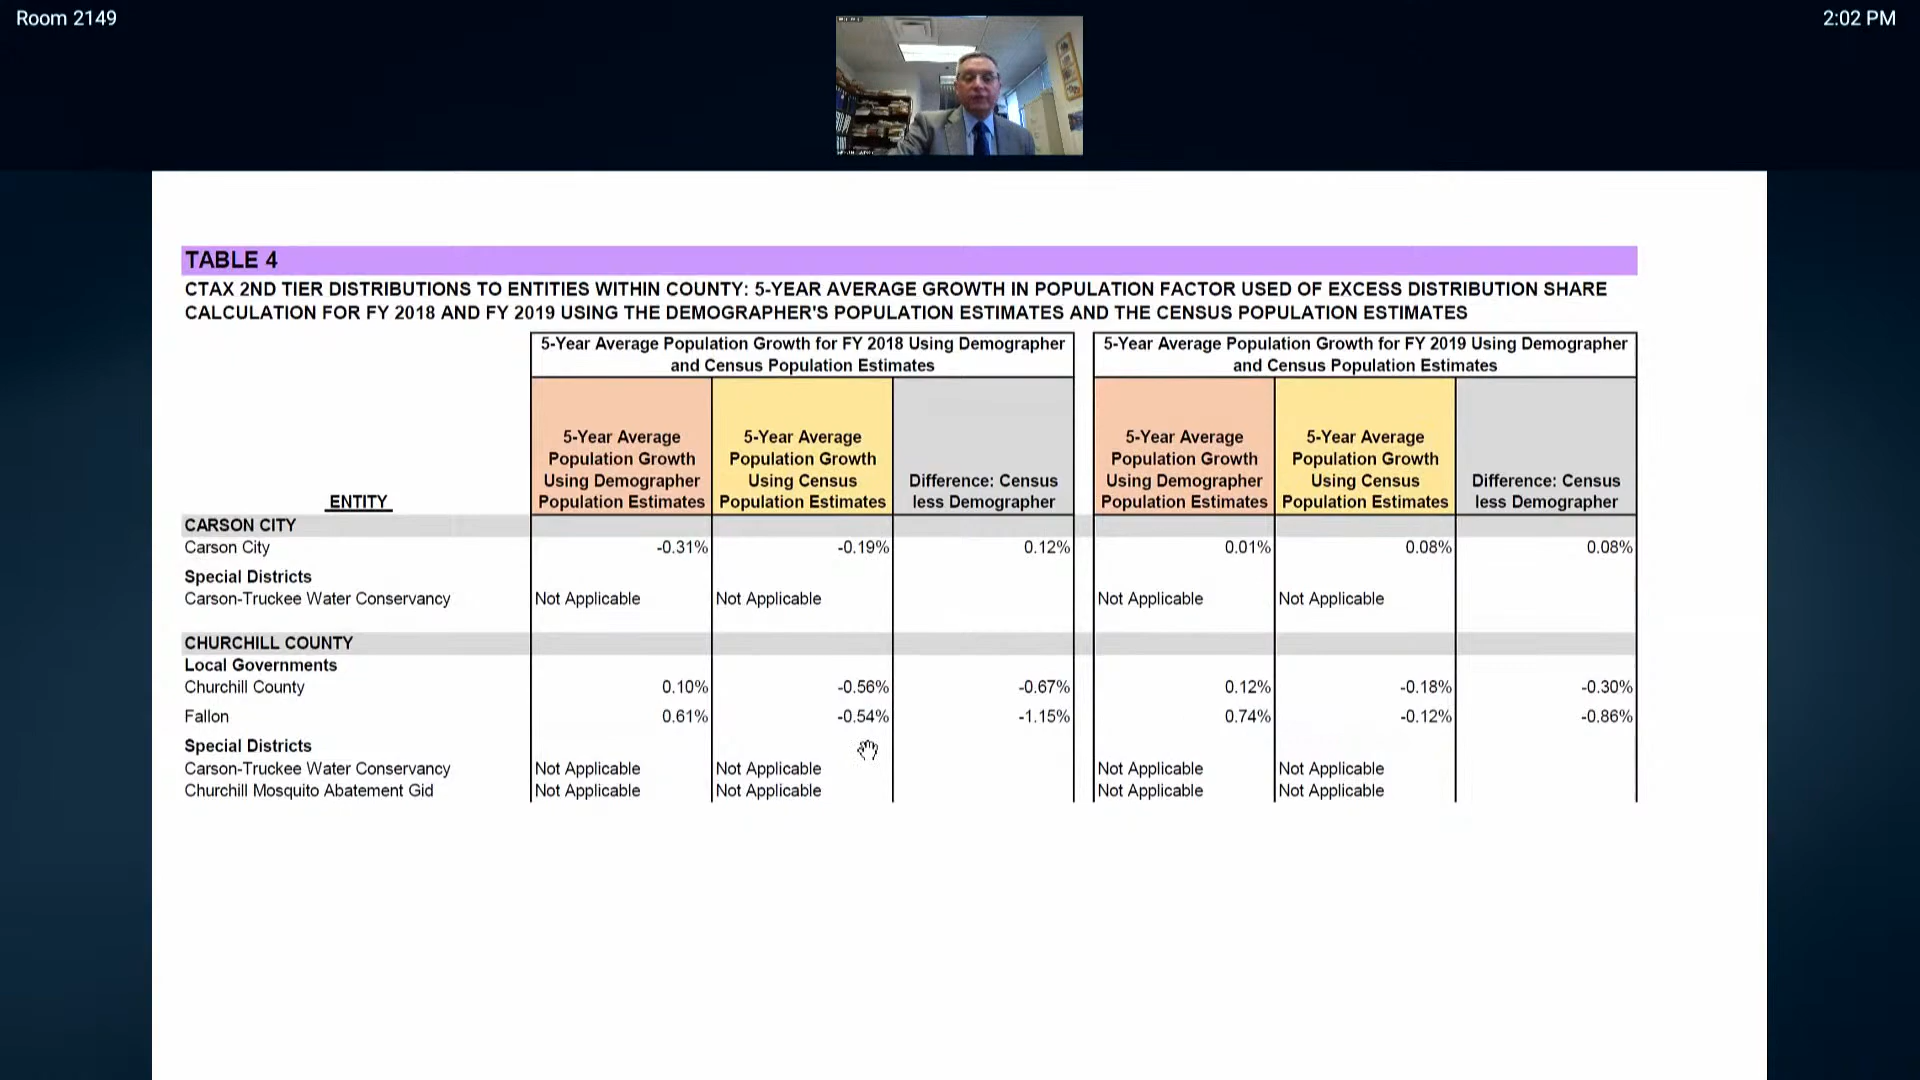 Room 2149
2:02 PM
TABLE 4
CTAX 2ND TIER DISTRIBUTIONS TO ENTITIES WITHIN COUNTY: 5-YEAR AVERAGE GROWTH IN POPULATION FACTOR USED OF EXCESS DISTRIBUTION SHARE
CALCULATION FOR FY 2018 AND FY 2019 USING THE DEMOGRAPHER'S POPULATION ESTIMATES AND THE CENSUS POPULATION ESTIMATES
5-Year Average Population Growth for FY 2018 Using Demographer
and Census Population Estimates
5-Year Average Population Growth for FY 2019 Using Demographer
and Census Population Estimates
ENTITY
5-Year Average
Population Growth
Using Demographer
Population Estimates
5-Year Average
Population Growth
Using Census
Population Estimates
Difference: Census
less Demographer
5-Year Average
Population Growth
Using Demographer
Population Estimates
5-Year Average
Population Growth
Using Census
Population Estimates
Difference: Census
less Demographer
CARSON CITY
Carson City -0.31% -0.19% 0.12% 0.01% 0.08% 0.08%
Special Districts
Carson-Truckee Water Conservancy Not Applicable Not Applicable Not Applicable Not Applicable
CHURCHILL COUNTY
Local Governments
Churchill County 0.10% -0.56% -0.67% 0.12% -0.18% -0.30%
Fallon 0.61% -0.54% -1.15% 0.74% -0.12% -0.86%
Special Districts
Carson-Truckee Water Conservancy Not Applicable Not Applicable Not Applicable Not Applicable
Churchill Mosquito Abatement Gid Not Applicable Not Applicable Not Applicable Not Applicable